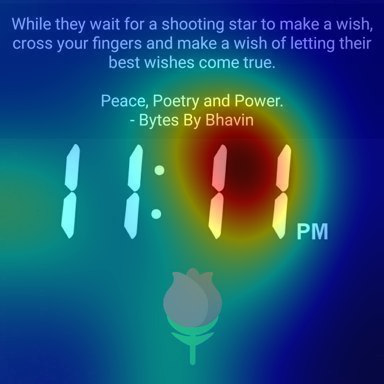 While they wait for a shooting star to make a wish,
cross your fingers and make a wish of letting their
best wishes come true.
Peace, Poetry and Power.
- Bytes By Bhavin
11:11 PM